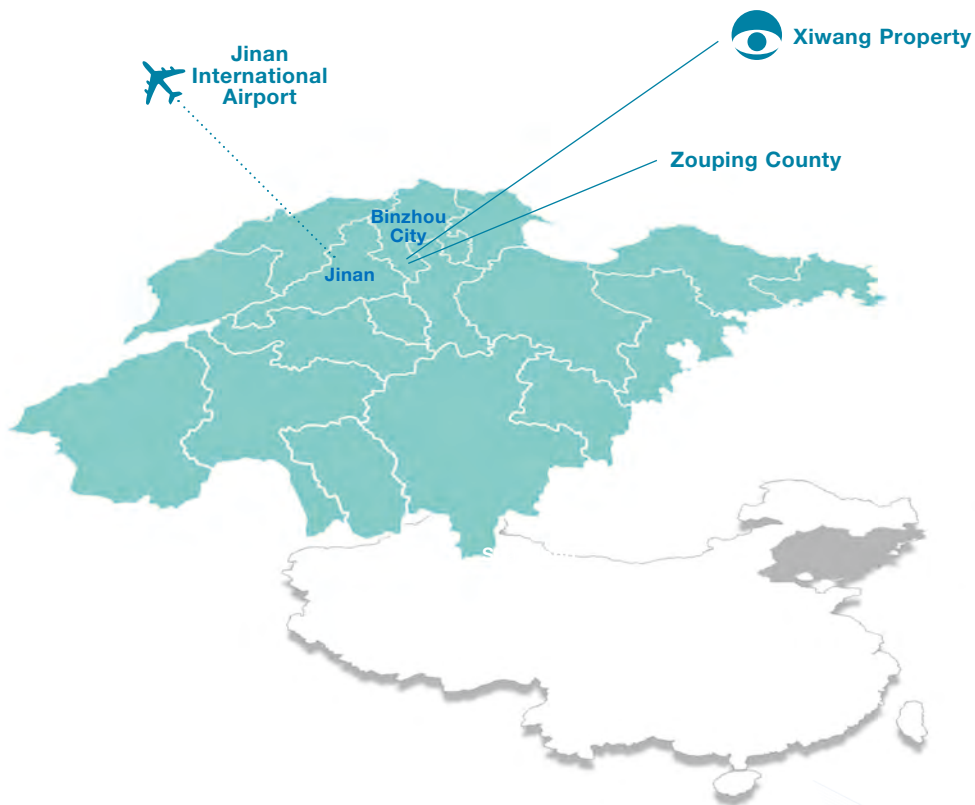 Jinan
International
Airport
Xiwang Property
Zouping County
Binzhou
City
Jinan